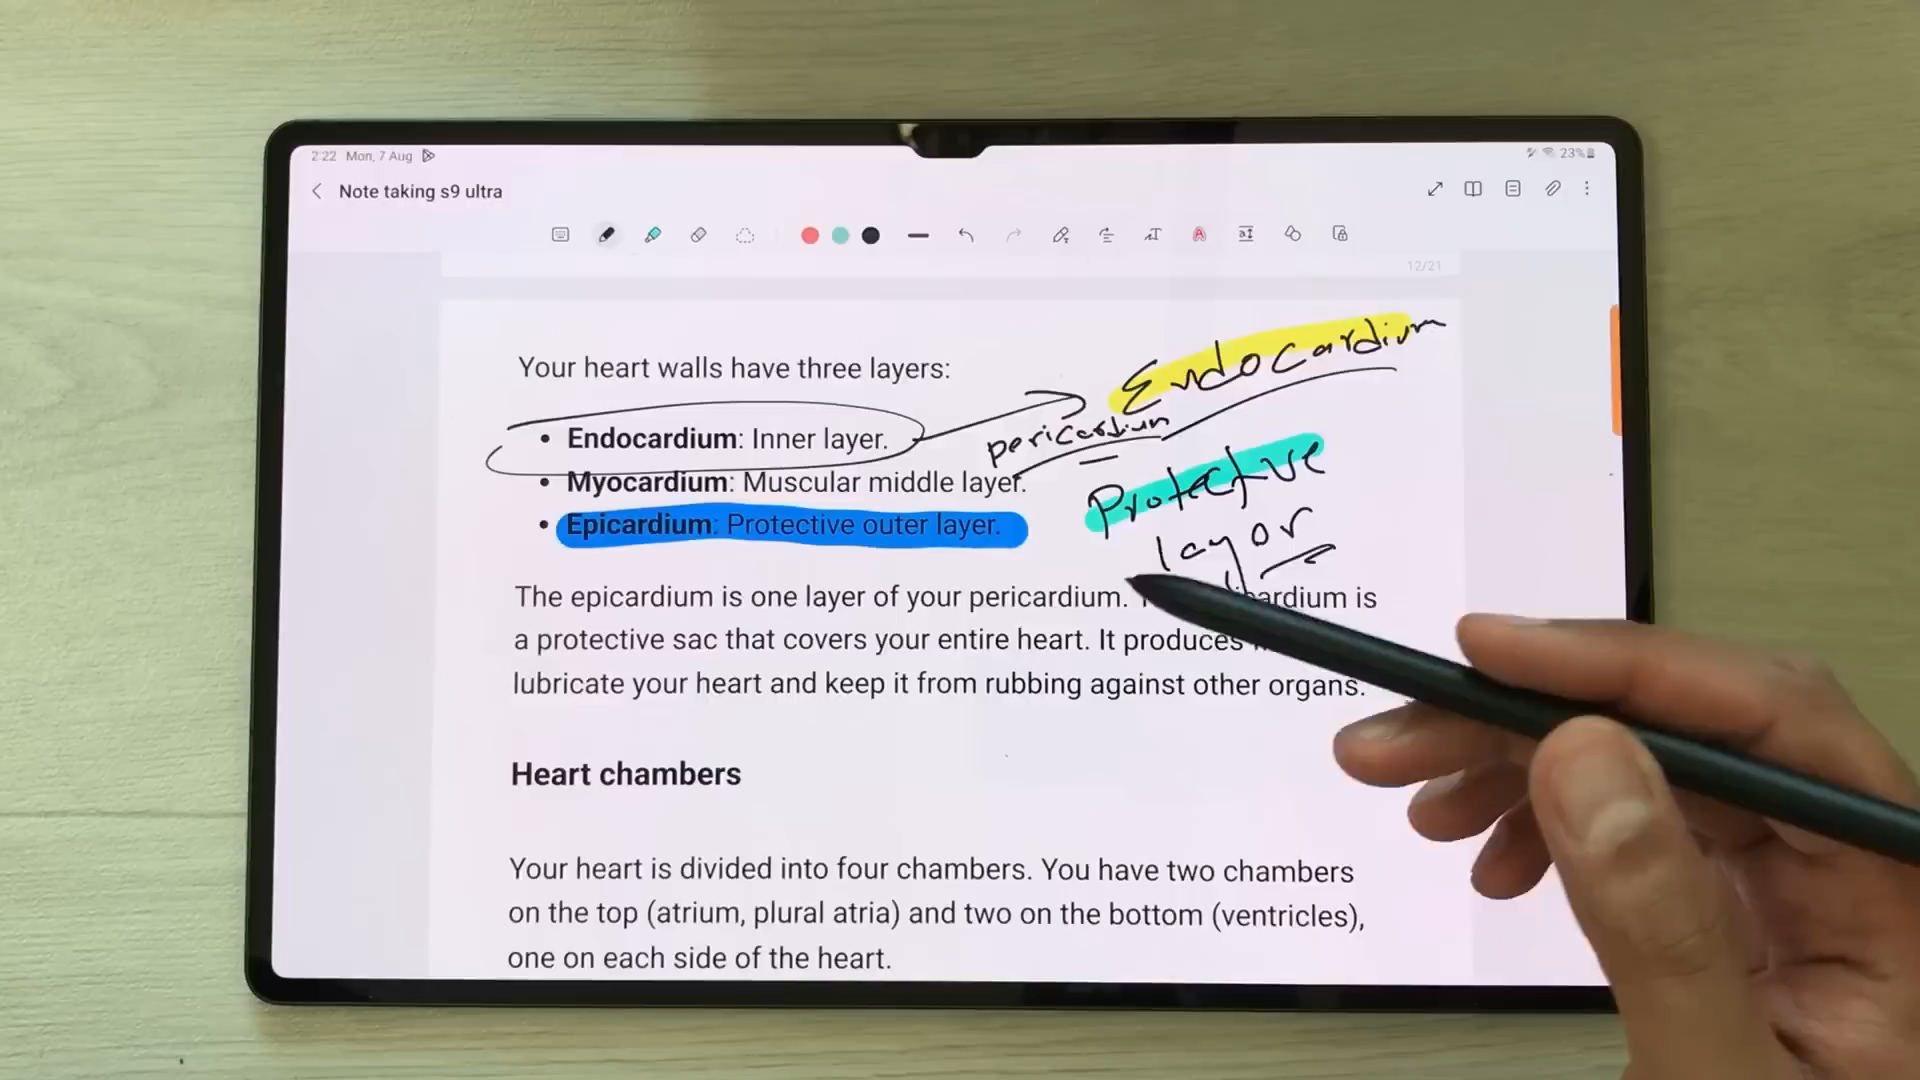 2:22 Mon, 7 Aug
23%
Note taking s9 ultra
12/21
Your heart walls have three layers:
Endocardium
• Endocardium: Inner layer.
pericardium
• Myocardium: Muscular middle layer.
Protective
• Epicardium: Protective outer layer.
layor
The epicardium is one layer of your pericardium. is
a protective sac that covers your entire heart. It produces
lubricate your heart and keep it from rubbing against other organs.
Heart chambers
Your heart is divided into four chambers. You have two chambers
on the top (atrium, plural atria) and two on the bottom (ventricles),
one on each side of the heart.